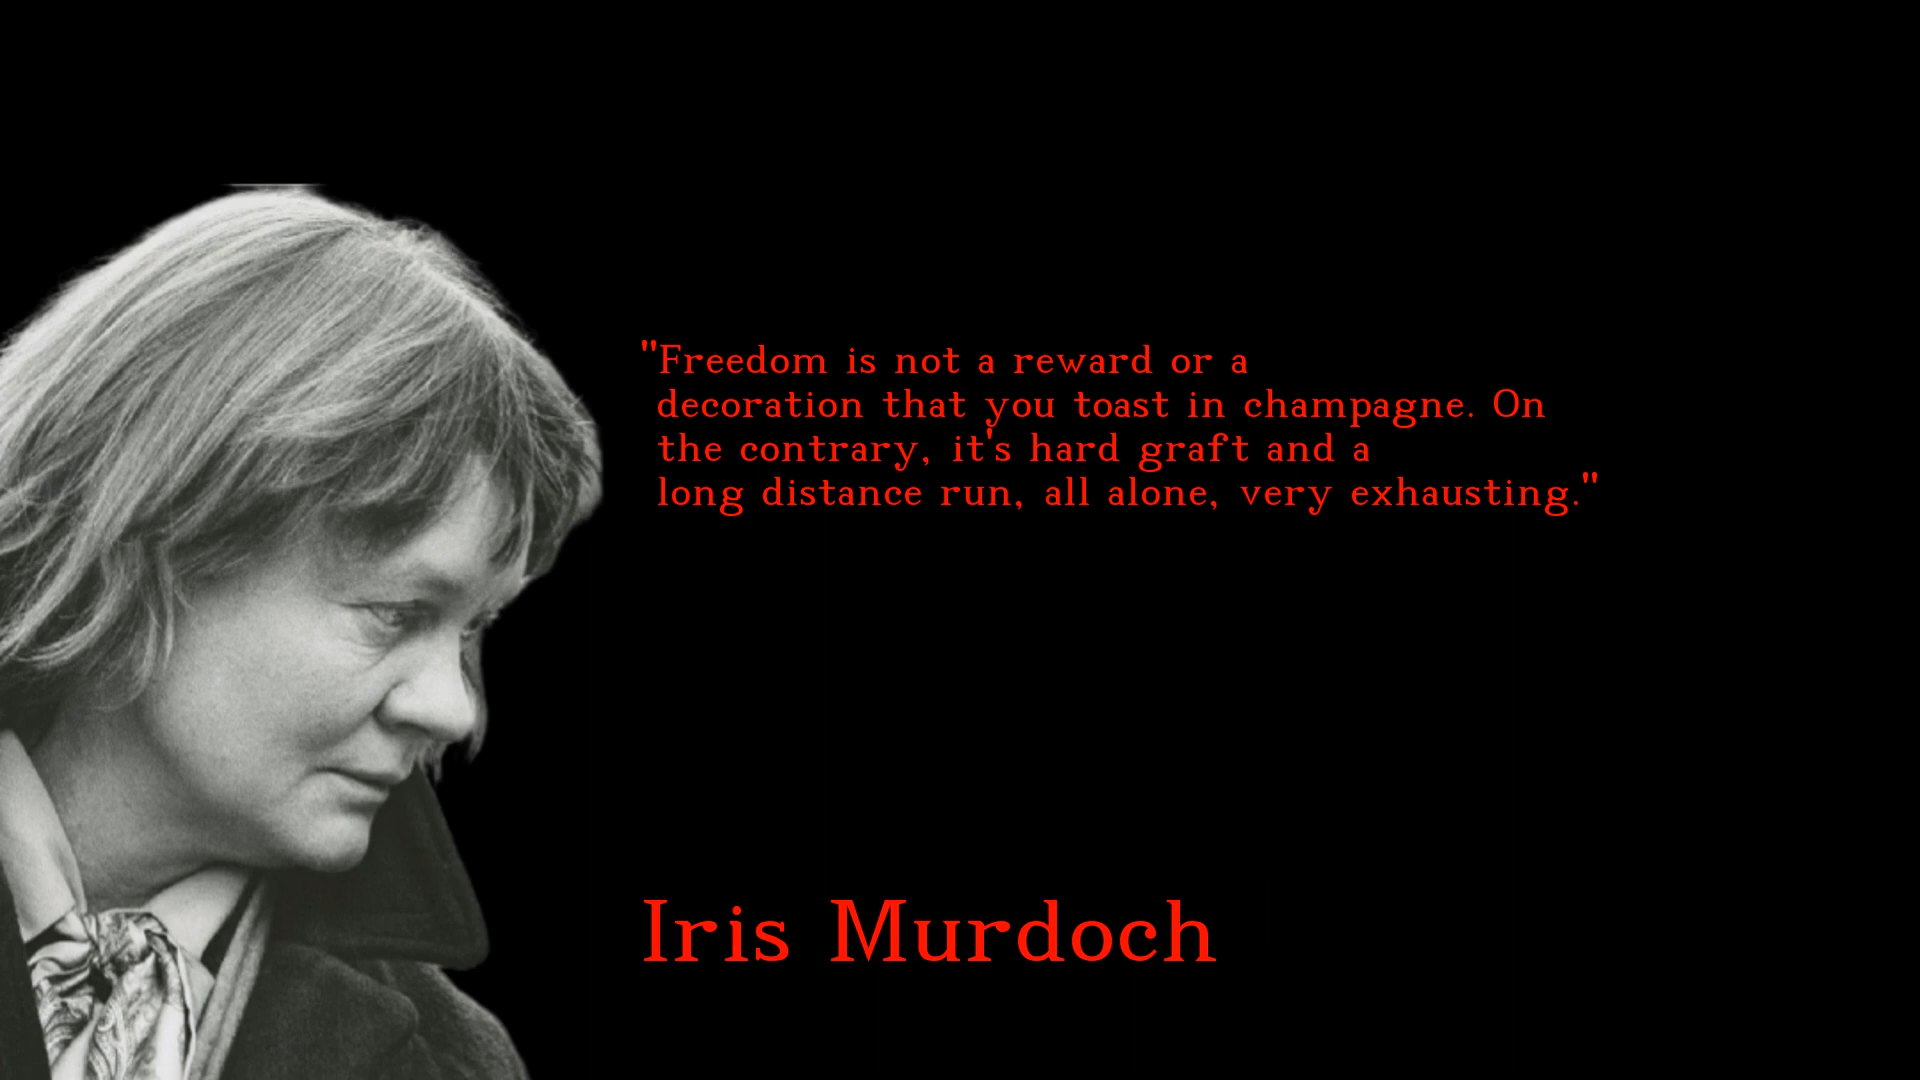 "Freedom is not a reward or a
decoration that you toast in champagne. On
the contrary, it's hard graft and a
long distance run, all alone, very exhausting."
Iris Murdoch